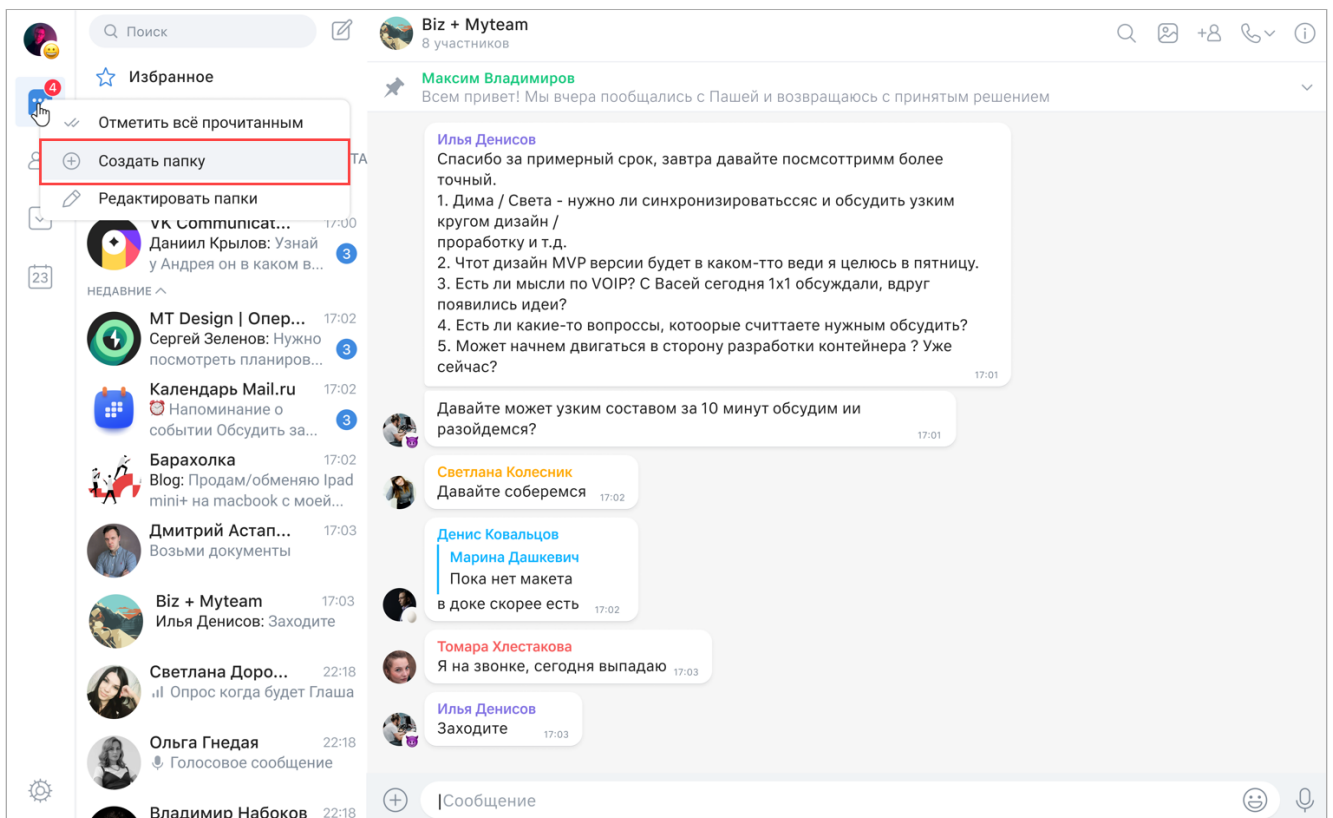 Поиск
Избранное
4
Отметить всё прочитанным
Создать папку
ТА
Редактировать папки
VK Communicat... 17:00
Даниил Крылов: Узнай
у Андрея он в каком в... 3
23
НЕДАВНИЕ
MT Design | Опер... 17:02
Сергей Зеленов: Нужно
посмотреть планиров... 3
Календарь Mail.ru 17:02
Напоминание о
событии Обсудить за... 3
Барахолка 17:02
Blog: Продам/обменяю Ipad
mini+ на macbook с моей...
Дмитрий Астап... 17:03
Возьми документы
Biz + Myteam 17:03
Илья Денисов: Заходите
Светлана Доро... 22:18
Опрос когда будет Глаша
Ольга Гнедая 22:18
Голосовое сообщение
Владимир Набоков 22:18
Biz + Myteam
8 участников
Максим Владимиров
Всем привет! Мы вчера пообщались с Пашей и возвращаюсь с принятым решением
Илья Денисов
Спасибо за примерный срок, завтра давайте посмсоттримм более
точный.
1. Дима / Света - нужно ли синхронизироватьссяс и обсудить узким
кругом дизайн /
проработку и т.д.
2. Чтот дизайн MVP версии будет в каком-тто веди я целюсь в пятницу.
3. Есть ли мысли по VOIP? С Васей сегодня 1х1 обсуждали, вдруг
появились идеи?
4. Есть ли какие-то вопроссы, котоорые считтаете нужным обсудить?
5. Может начнем двигаться в сторону разработки контейнера ? Уже
сейчас?
17:01
Давайте может узким составом за 10 минут обсудим ии
разойдемся?
17:01
Светлана Колесник
Давайте соберемся 17:02
Денис Ковальцов
Марина Дашкевич
Пока нет макета
в доке скорее есть 17:02
Томара Хлестакова
Я на звонке, сегодня выпадаю 17:03
Илья Денисов
Заходите 17:03
Сообщение